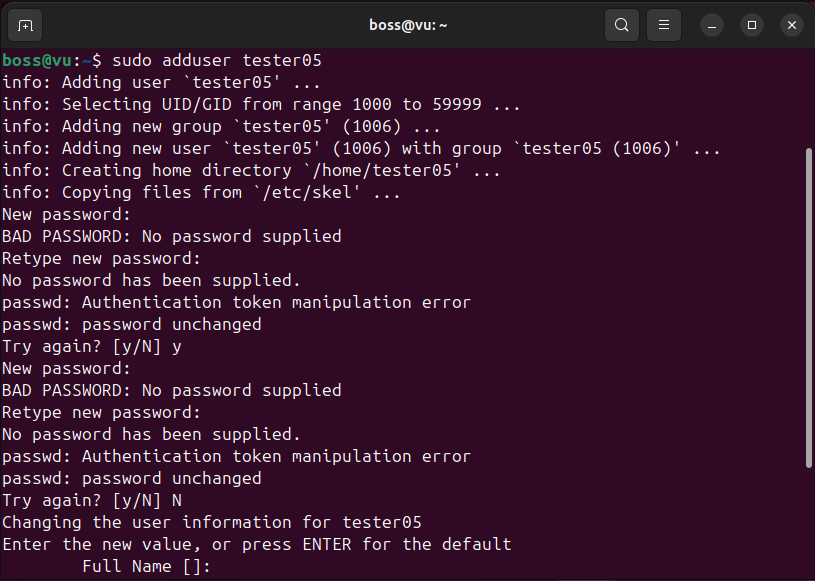 boss@vu: ~
boss@vu:~$ sudo adduser tester05
info: Adding user `tester05' ...
info: Selecting UID/GID from range 1000 to 59999 ...
info: Adding new group `tester05' (1006) ...
info: Adding new user `tester05' (1006) with group `tester05 (1006)' ...
info: Creating home directory `/home/tester05' ...
info: Copying files from `/etc/skel' ...
New password:
BAD PASSWORD: No password supplied
Retype new password:
No password has been supplied.
passwd: Authentication token manipulation error
passwd: password unchanged
Try again? [y/N] y
New password:
BAD PASSWORD: No password supplied
Retype new password:
No password has been supplied.
passwd: Authentication token manipulation error
passwd: password unchanged
Try again? [y/N] N
Changing the user information for tester05
Enter the new value, or press ENTER for the default
Full Name []: